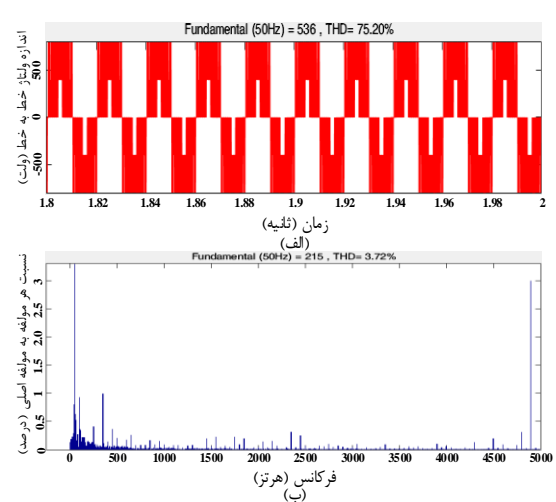 Fundamental (50Hz) = 536 , THD= 75.20%
اندازه ولتاژ خط به خط (ولت)
500
0
-500
1.8 1.82 1.84 1.86 1.88 1.9 1.92 1.94 1.96 1.98 2
زمان (ثانیه)
(الف)
Fundamental (50Hz) = 215 , THD= 3.72%
نسبت هر مولفه به مولفه اصلی (درصد)
3
2.5
2
1.5
1
0.5
0
0 500 1000 1500 2000 2500 3000 3500 4000 4500 5000
فرکانس (هرتز)
(ب)